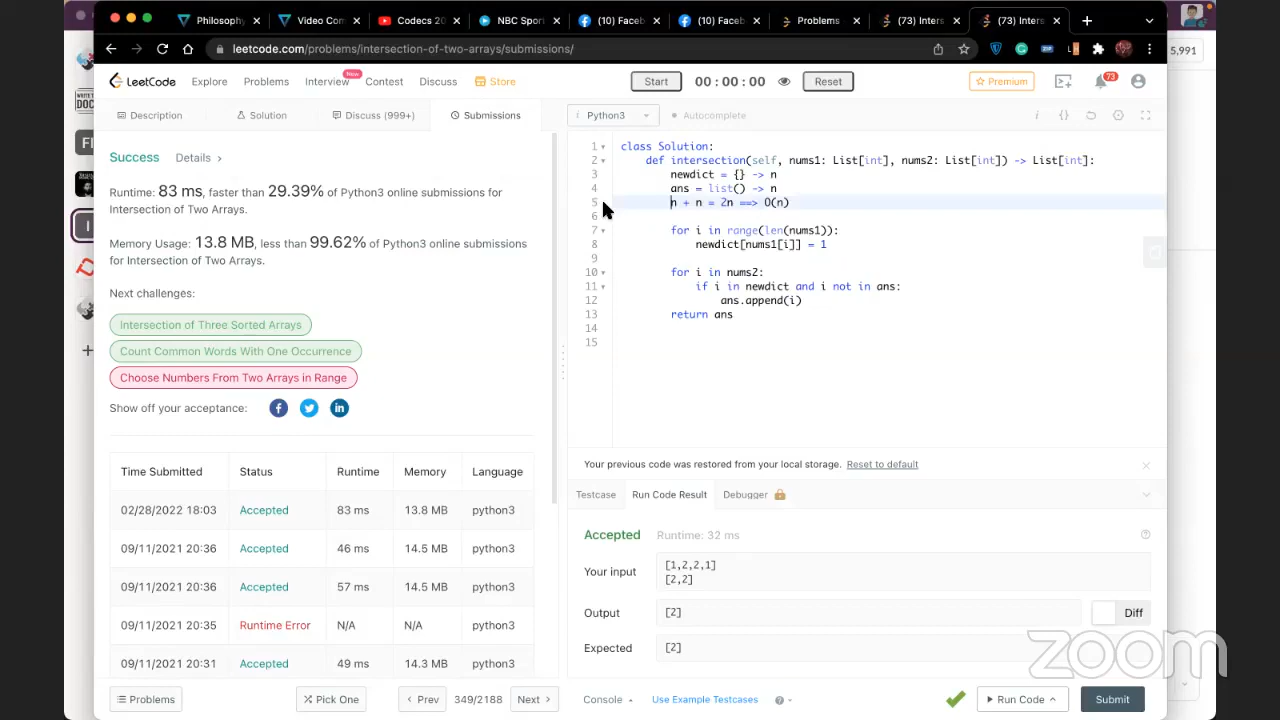 Philosophy
Video Com
Codecs 20
NBC Spor
(10) Faceb
(10) Faceb
Problems
(73) Inters
(73) Inters
leetcode.com/problems/intersection-of-two-arrays/submissions/
5,991
LeetCode
Explore
Problems
Interview
New
Contest
Discuss
Store
Start
00 : 00 : 00
Reset
Premium
73
Description
Solution
Discuss (999+)
Submissions
i Python3
Autocomplete
Success Details >
Runtime: 83 ms, faster than 29.39% of Python3 online submissions for
Intersection of Two Arrays.
Memory Usage: 13.8 MB, less than 99.62% of Python3 online submissions
for Intersection of Two Arrays.
Next challenges:
Intersection of Three Sorted Arrays
Count Common Words With One Occurrence
Choose Numbers From Two Arrays in Range
Show off your acceptance:
Time Submitted Status Runtime Memory Language
02/28/2022 18:03 Accepted 83 ms 13.8 MB python3
09/11/2021 20:36 Accepted 46 ms 14.5 MB python3
09/11/2021 20:36 Accepted 57 ms 14.5 MB python3
09/11/2021 20:35 Runtime Error N/A N/A python3
09/11/2021 20:31 Accepted 49 ms 14.3 MB python3
1 class Solution:
2 def intersection(self, nums1: List[int], nums2: List[int]) -> List[int]:
3 newdict = {} -> n
4 ans = list() -> n
5 n + n = 2n ==> O(n)
6
7 for i in range(len(nums1)):
8 newdict[nums1[i]] = 1
9
10 for i in nums2:
11 if i in newdict and i not in ans:
12 ans.append(i)
13 return ans
14
15
Your previous code was restored from your local storage. Reset to default
Testcase
Run Code Result
Debugger
Accepted Runtime: 32 ms
Your input
[1,2,2,1]
[2,2]
Output [2]
Diff
Expected [2]
zoom
Problems
Pick One
< Prev
349/2188
Next >
Console
Use Example Testcases
Run Code
Submit